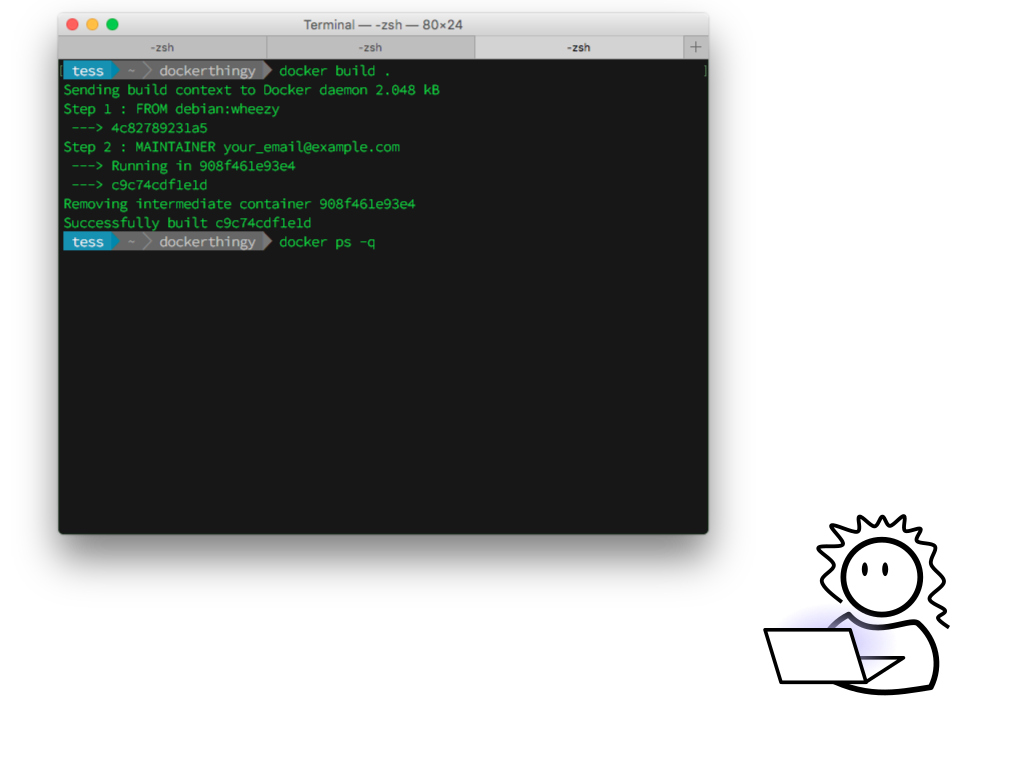 Terminal — -zsh — 80×24
-zsh -zsh -zsh +
tess ~ dockerthingy docker build .
Sending build context to Docker daemon 2.048 kB
Step 1 : FROM debian:wheezy
---> 4c82789231a5
Step 2 : MAINTAINER your_email@example.com
---> Running in 908f461e93e4
---> c9c74cdf1e1d
Removing intermediate container 908f461e93e4
Successfully built c9c74cdf1e1d
tess ~ dockerthingy docker ps -q